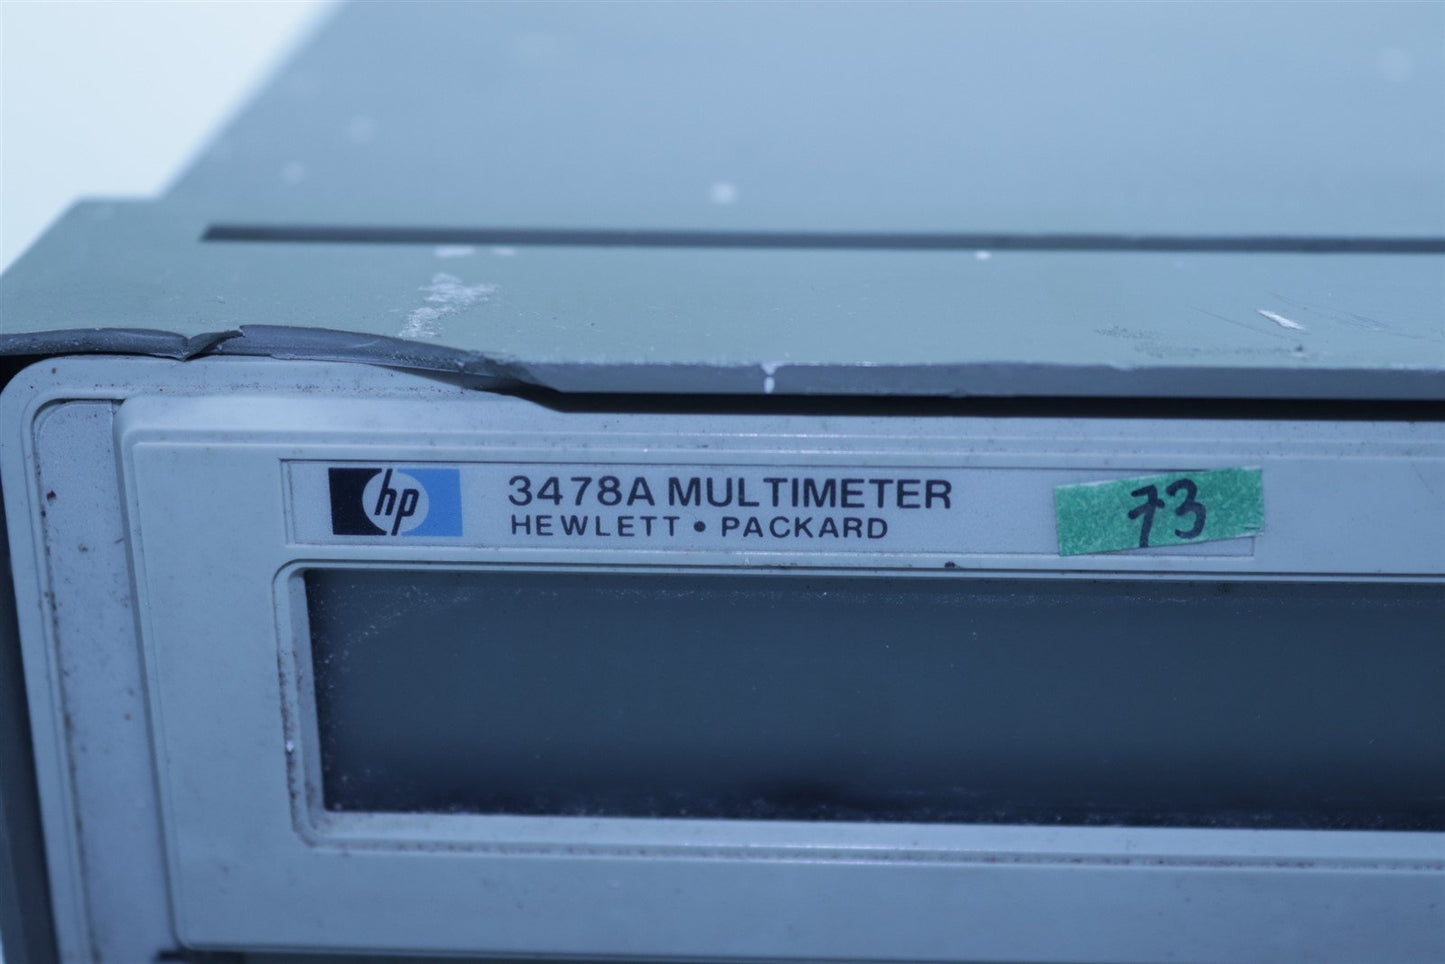 hp
3478A MULTIMETER
HEWLETT • PACKARD
73